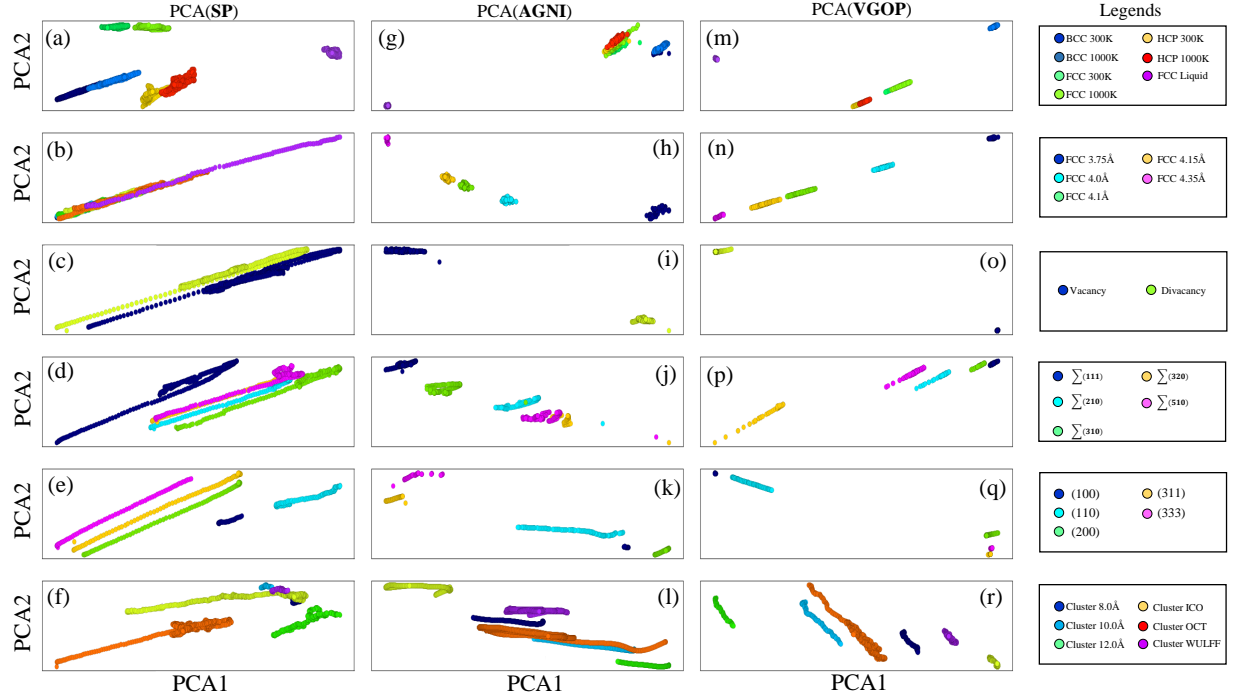 PCA(SP) PCA(AGNI) PCA(VGOP) Legends
PCA2 (a) (g) (m)
BCC 300K HCP 300K
BCC 1000K HCP 1000K
FCC 300K FCC Liquid
FCC 1000K
PCA2 (b) (h) (n)
FCC 3.75Å FCC 4.15Å
FCC 4.0Å FCC 4.35Å
FCC 4.1Å
PCA2 (c) (i) (o)
Vacancy Divacancy
PCA2 (d) (j) (p)
∑(111) ∑(320)
∑(210) ∑(510)
∑(310)
PCA2 (e) (k) (q)
(100) (311)
(110) (333)
(200)
PCA2 (f) (l) (r)
Cluster 8.0Å Cluster ICO
Cluster 10.0Å Cluster OCT
Cluster 12.0Å Cluster WULFF
PCA1 PCA1 PCA1